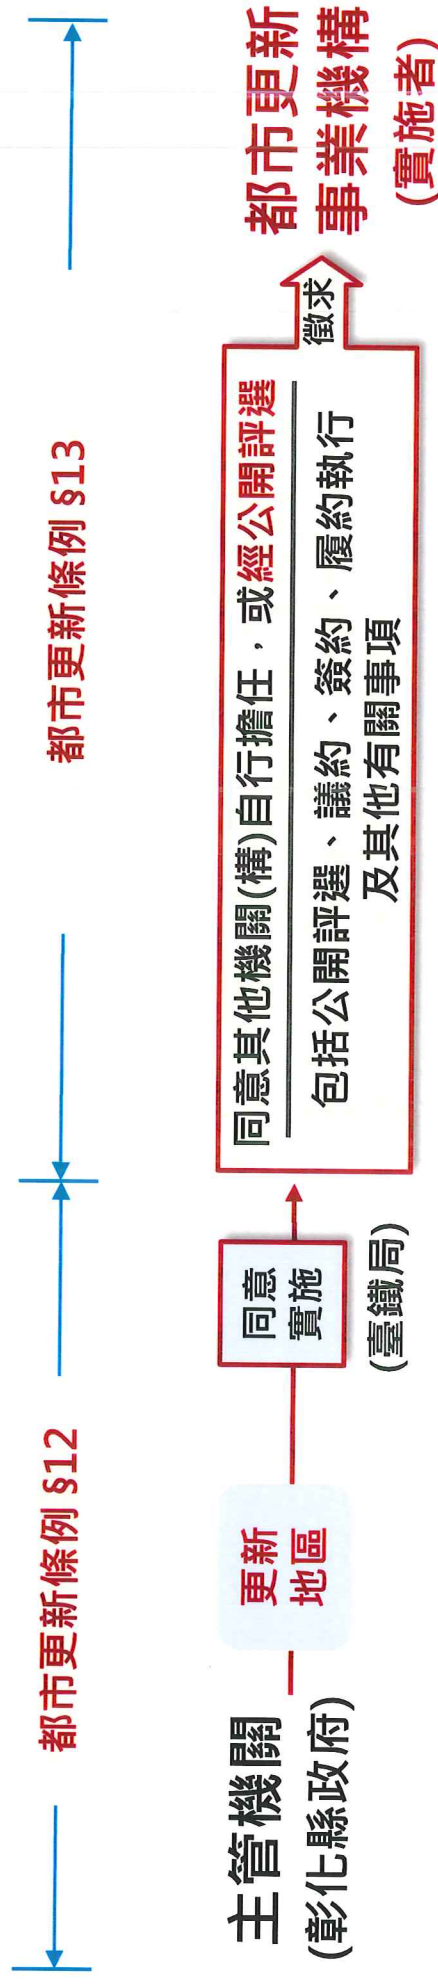 都市更新條例 §12
都市更新條例 §13
主管機關
(彰化縣政府)
更新
地區
同意
實施
(臺鐵局)
同意其他機關(構)自行擔任，或經公開評選
包括公開評選、議約、簽約、履約執行
及其他有關事項
徵求
都市更新
事業機構
(實施者)